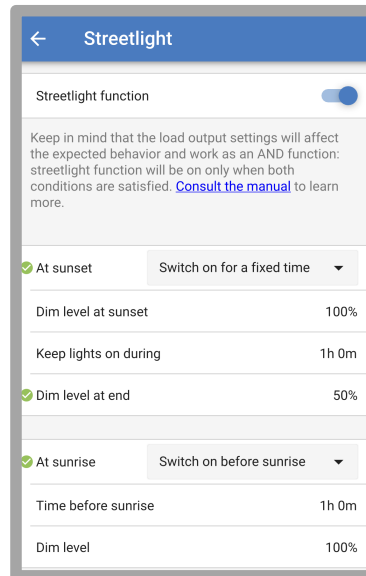 Streetlight
Streetlight function
Keep in mind that the load output settings will affect
the expected behavior and work as an AND function:
streetlight function will be on only when both
conditions are satisfied. Consult the manual to learn
more.
At sunset Switch on for a fixed time
Dim level at sunset 100%
Keep lights on during 1h 0m
Dim level at end 50%
At sunrise Switch on before sunrise
Time before sunrise 1h 0m
Dim level 100%